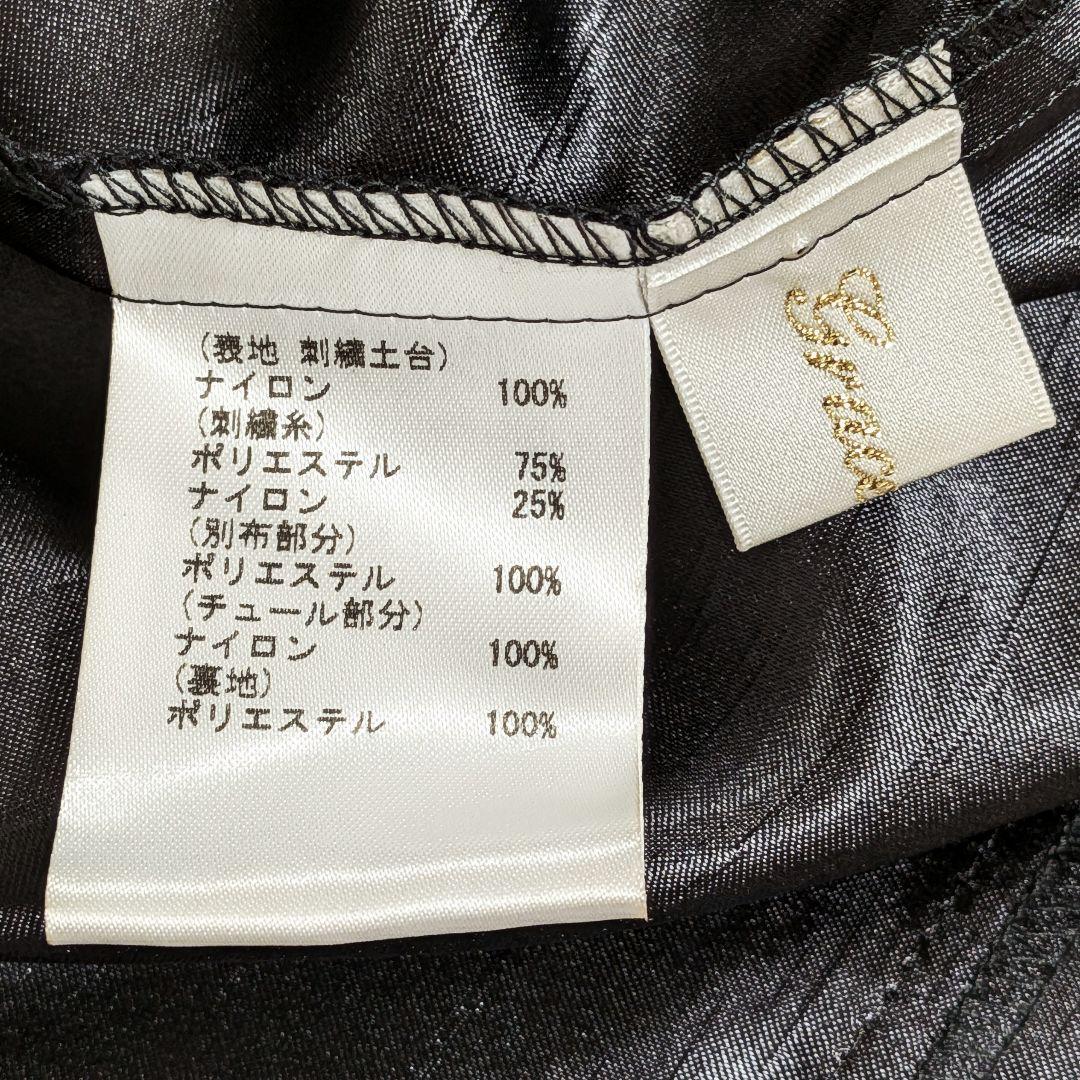 (表地 刺繍土台)
ナイロン 100%
(刺繍糸)
ポリエステル 75%
ナイロン 25%
(別布部分)
ポリエステル 100%
(チュール部分)
ナイロン 100%
(裏地)
ポリエステル 100%